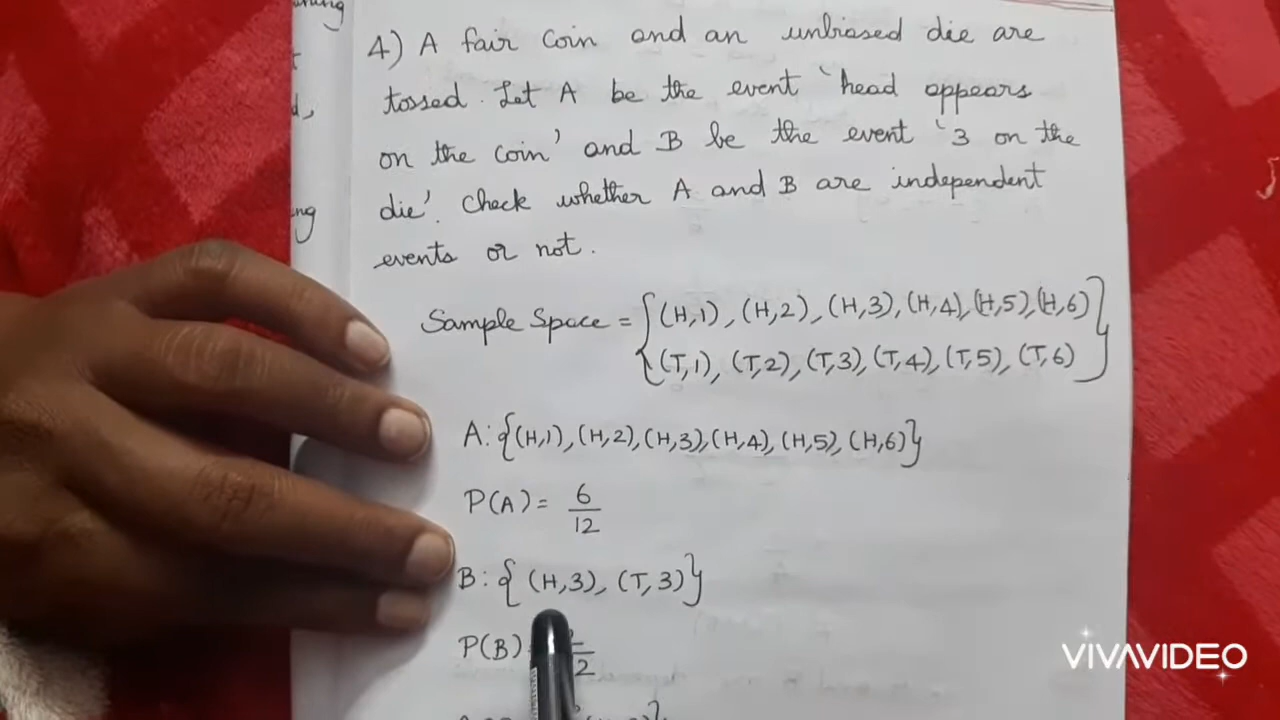 4) A fair coin and an unbiased die are
tossed. Let A be the event 'head appears
on the coin' and B be the event '3 on the
die'. Check whether A and B are independent
events or not.
Sample Space = {(H,1), (H,2), (H,3), (H,4), (H,5), (H,6)
(T,1), (T,2), (T,3), (T,4), (T,5), (T,6)}
A: {(H,1), (H,2), (H,3), (H,4), (H,5), (H,6)}
P(A) = 6/12
B: { (H,3), (T,3)}
P(B)
VIVAVIDEO